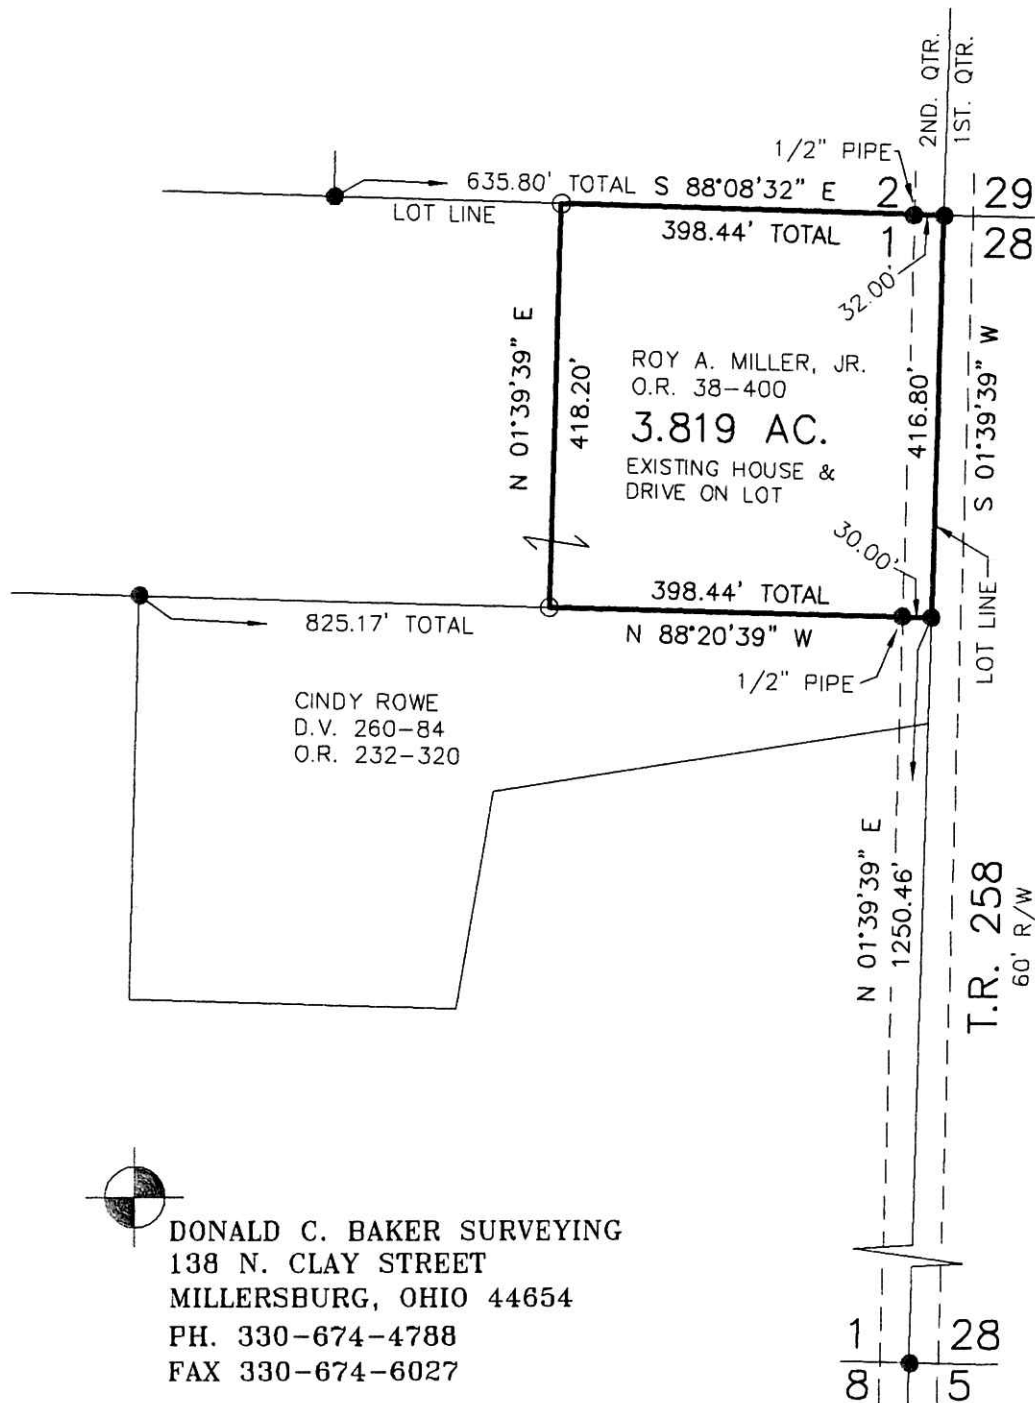 2ND. QTR.
1ST. QTR.
1/2" PIPE
635.80' TOTAL S 88°08'32" E
2
29
LOT LINE
398.44' TOTAL
1
28
32.00'
N 01°39'39" E
418.20'
ROY A. MILLER, JR.
O.R. 38-400
3.819 AC.
EXISTING HOUSE &
DRIVE ON LOT
416.80'
S 01°39'39" W
30.00'
398.44' TOTAL
825.17' TOTAL
N 88°20'39" W
LOT LINE
1/2" PIPE
CINDY ROWE
D.V. 260-84
O.R. 232-320
N 01°39'39" E
1250.46'
T.R. 258
60' R/W
DONALD C. BAKER SURVEYING
138 N. CLAY STREET
MILLERSBURG, OHIO 44654
PH. 330-674-4788
FAX 330-674-6027
1
28
8
5